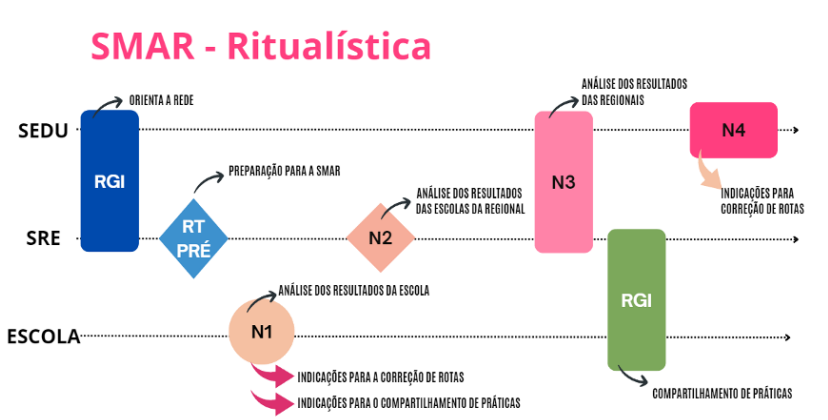 SMAR - Ritualística
ANÁLISE DOS RESULTADOS
DAS REGIONAIS
ORIENTA A REDE
SEDU
N4
RGI
PREPARAÇÃO PARA A SMAR
N3
ANÁLISE DOS RESULTADOS
DAS ESCOLAS DA REGIONAL
INDICAÇÕES PARA
CORREÇÃO DE ROTAS
SRE
RT
PRÉ
N2
ANÁLISE DOS RESULTADOS DA ESCOLA
RGI
ESCOLA
N1
INDICAÇÕES PARA A CORREÇÃO DE ROTAS
COMPARTILHAMENTO DE PRÁTICAS
INDICAÇÕES PARA O COMPARTILHAMENTO DE PRÁTICAS